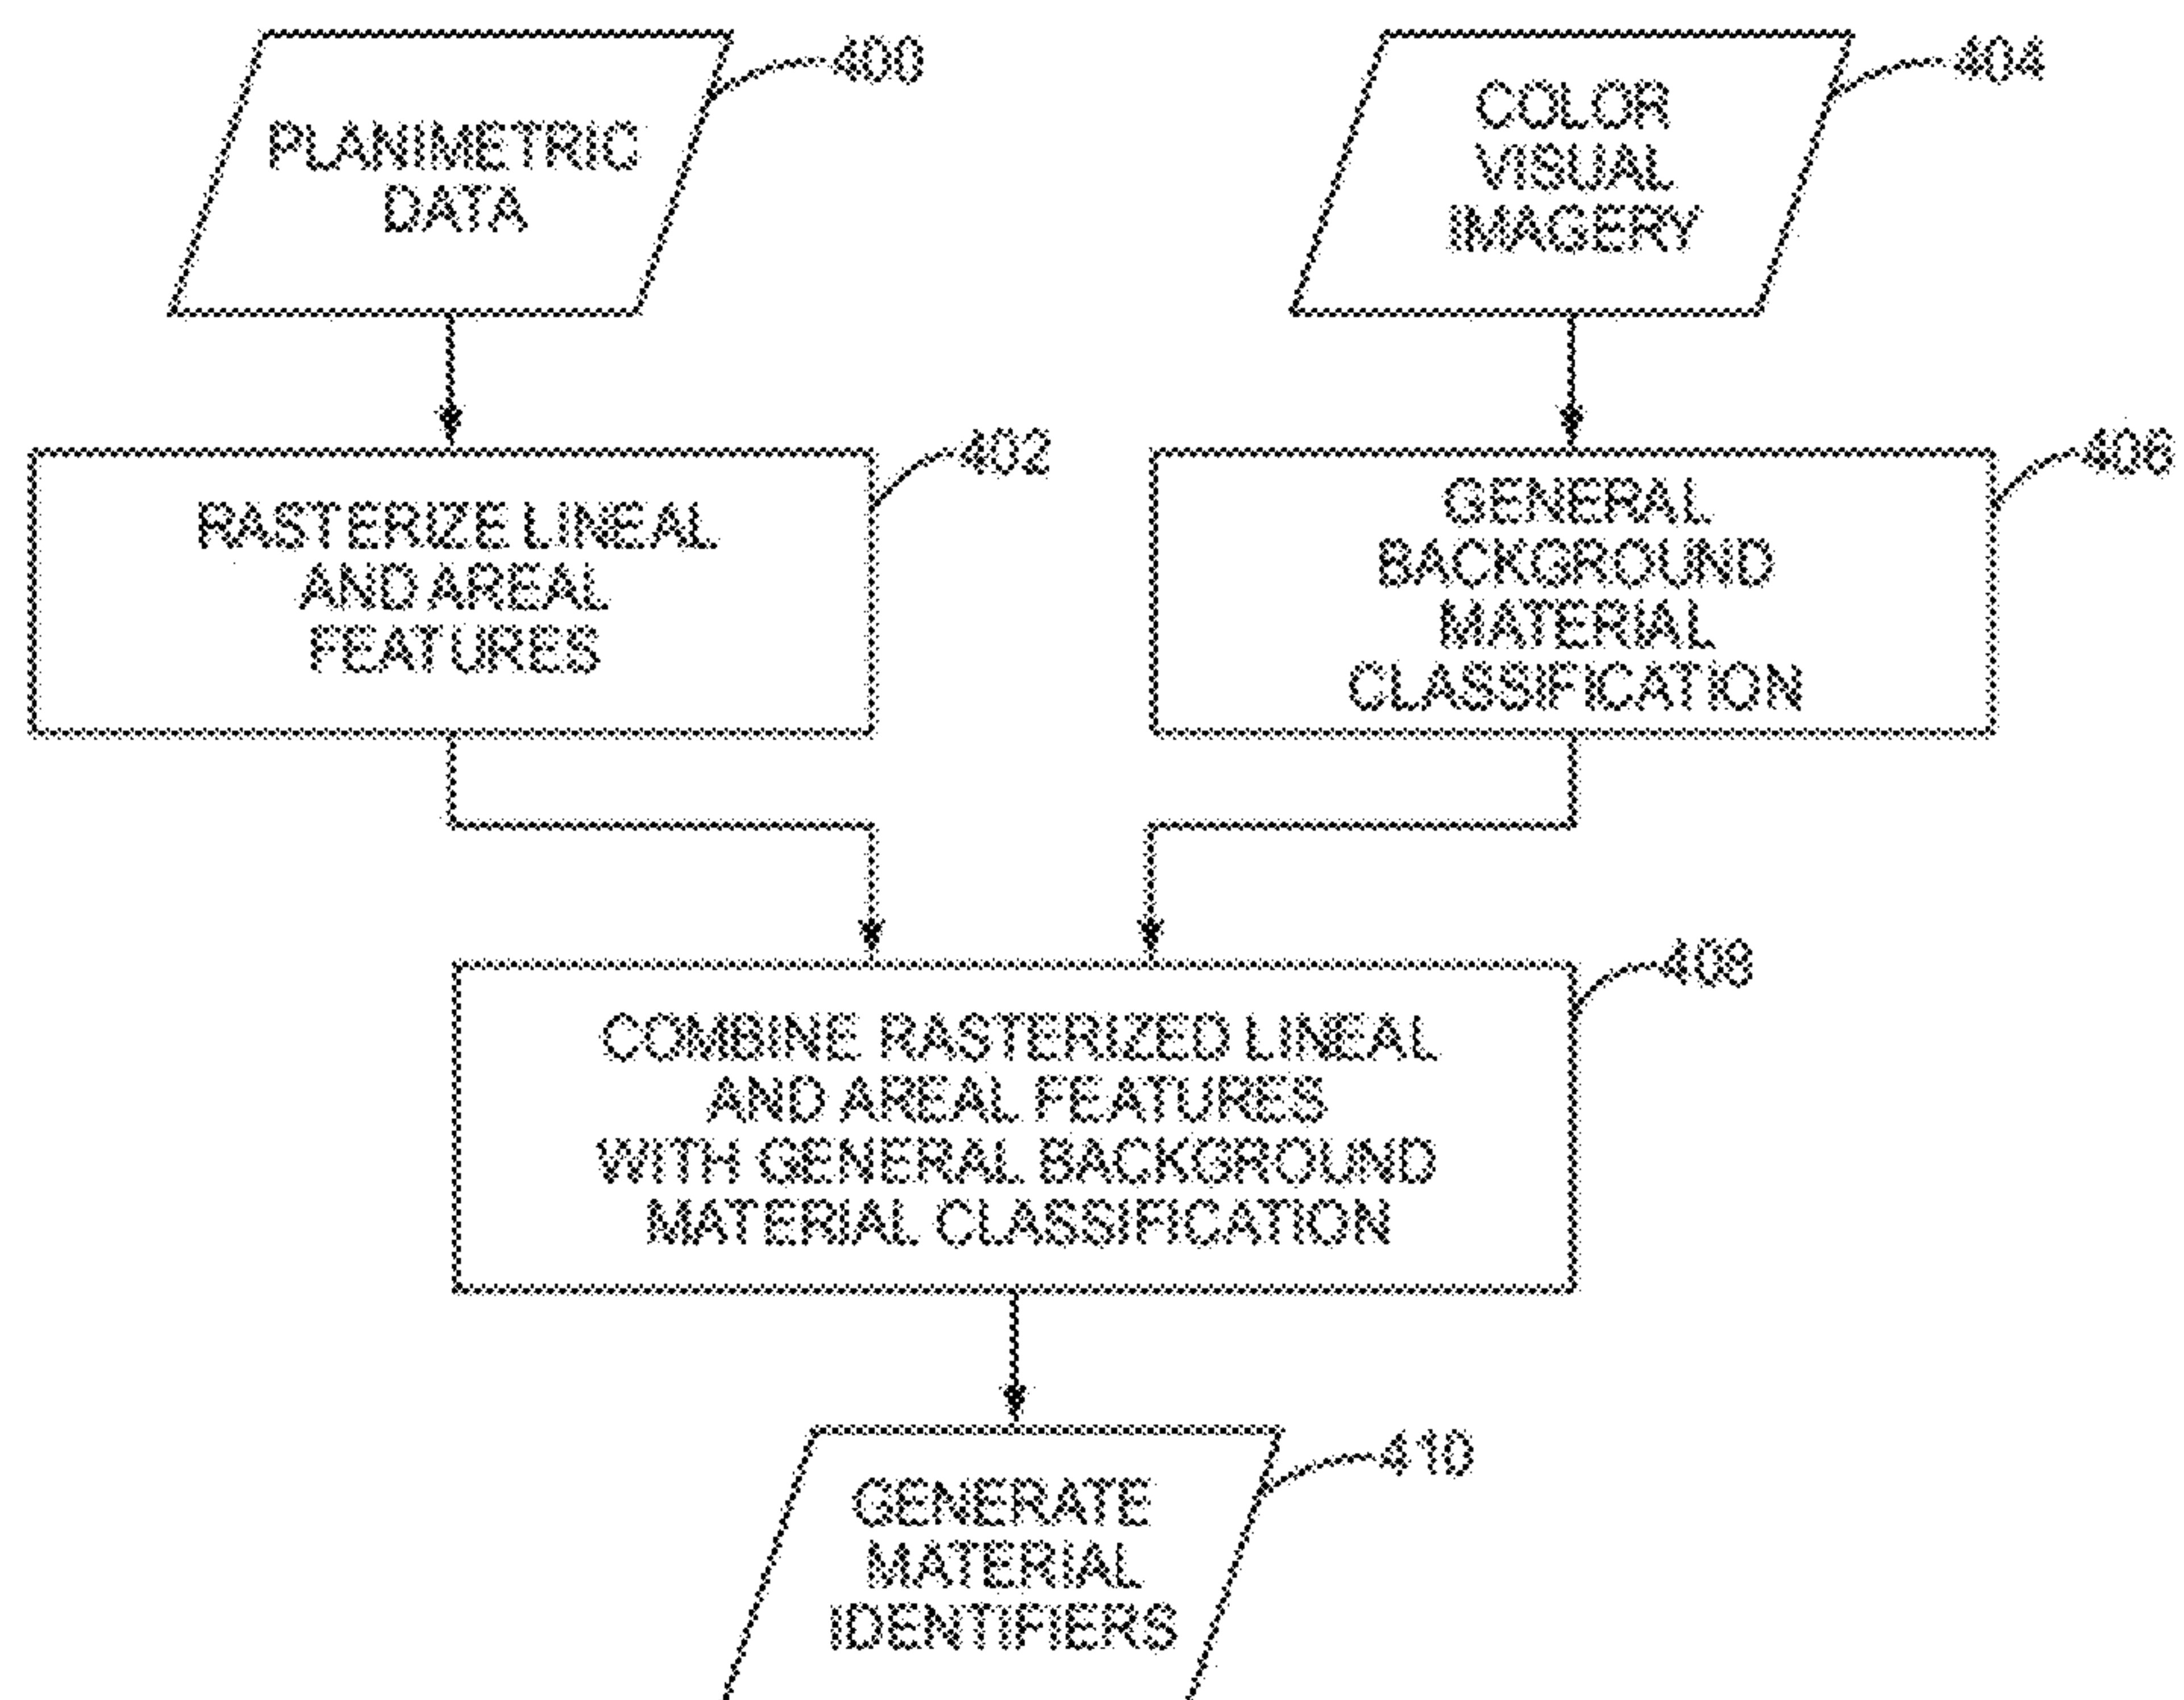 400
PLANIMETRIC
DATA
404
COLOR
VISUAL
IMAGERY
402
RASTERIZE LINEAL
AND AREAL
FEATURES
406
GENERAL
BACKGROUND
MATERIAL
CLASSIFICATION
408
COMBINE RASTERIZED LINEAL
AND AREAL FEATURES
WITH GENERAL BACKGROUND
MATERIAL CLASSIFICATION
410
GENERATE
MATERIAL
IDENTIFIERS